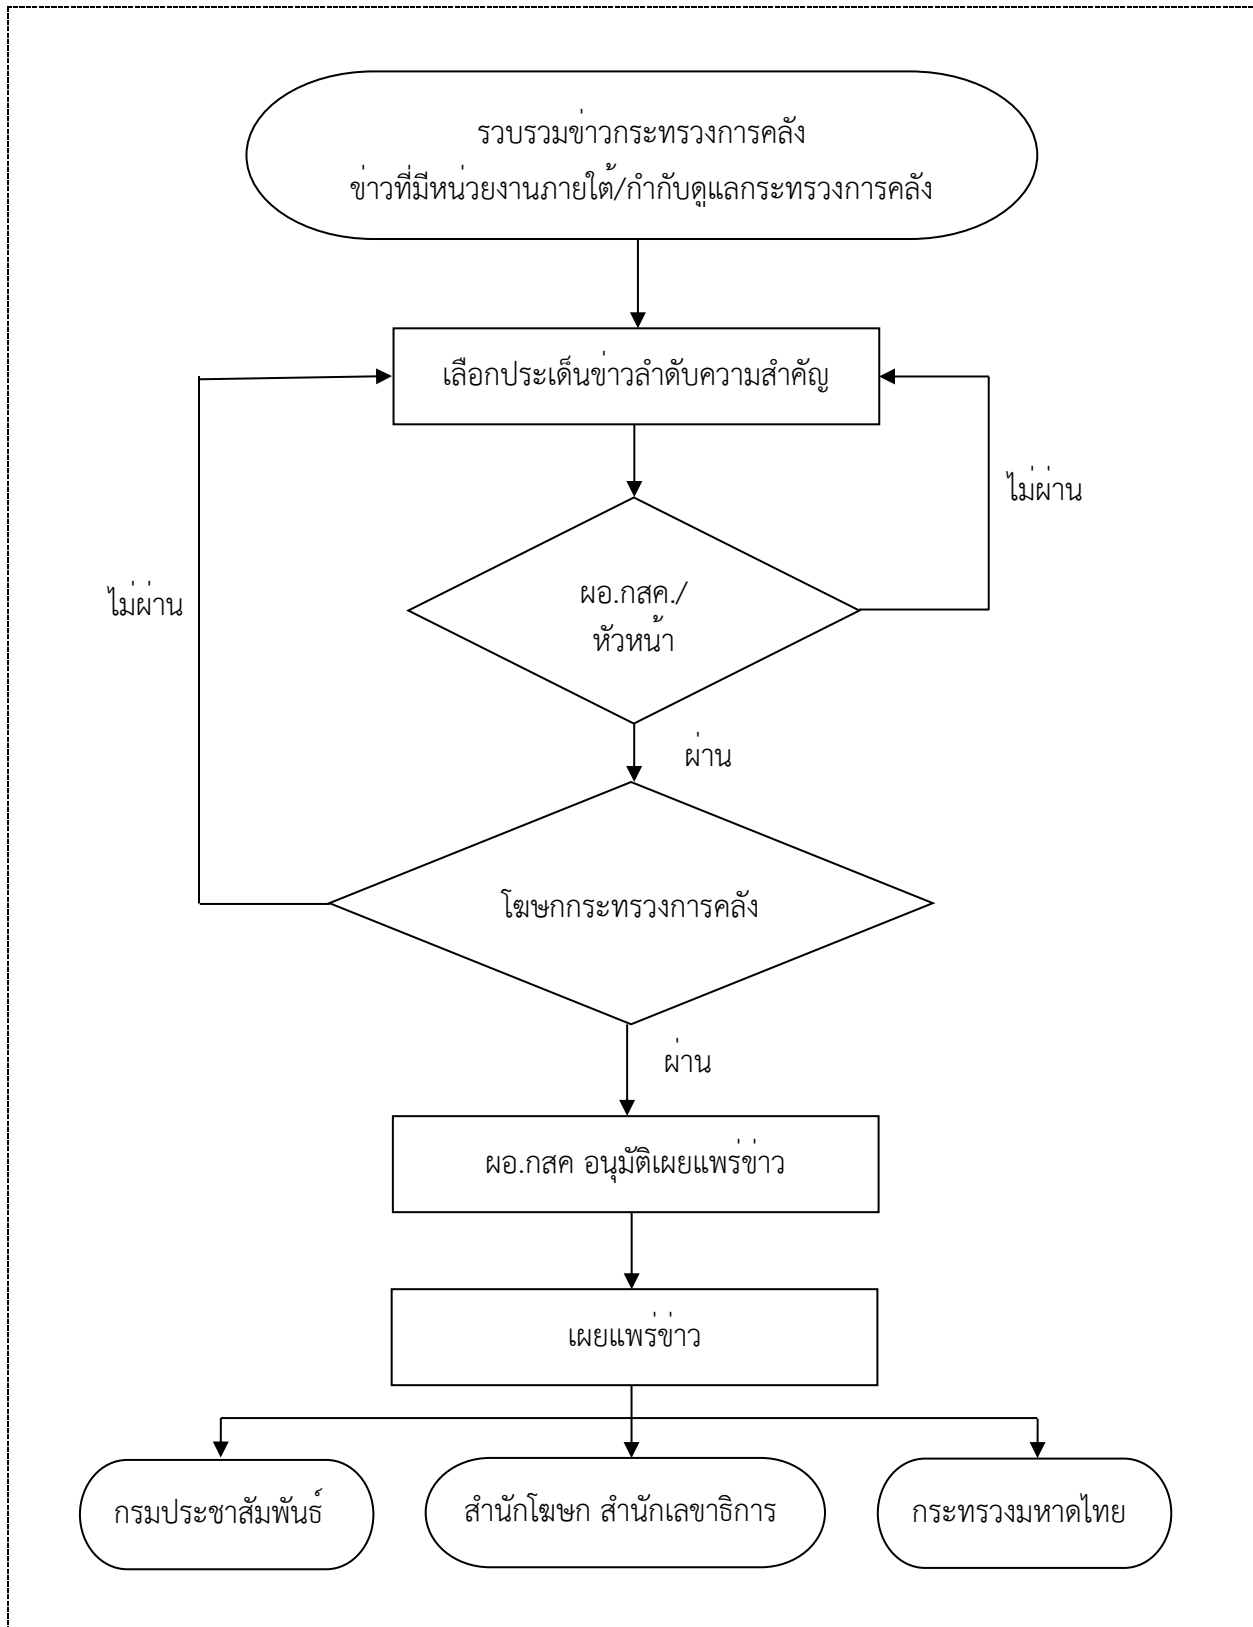 รวบรวมข่าวกระทรวงการคลัง
ข่าวที่มีหน่วยงานภายใต้/กำกับดูแลกระทรวงการคลัง
เลือกประเด็นข่าวลำดับความสำคัญ
ไม่ผ่าน
ผอ.กสค./
หัวหน้า
ไม่ผ่าน
ผ่าน
โฆษกกระทรวงการคลัง
ผ่าน
ผอ.กสค อนุมัติเผยแพร่ข่าว
เผยแพร่ข่าว
กรมประชาสัมพันธ์
สำนักโฆษก สำนักเลขาธิการ
กระทรวงมหาดไทย